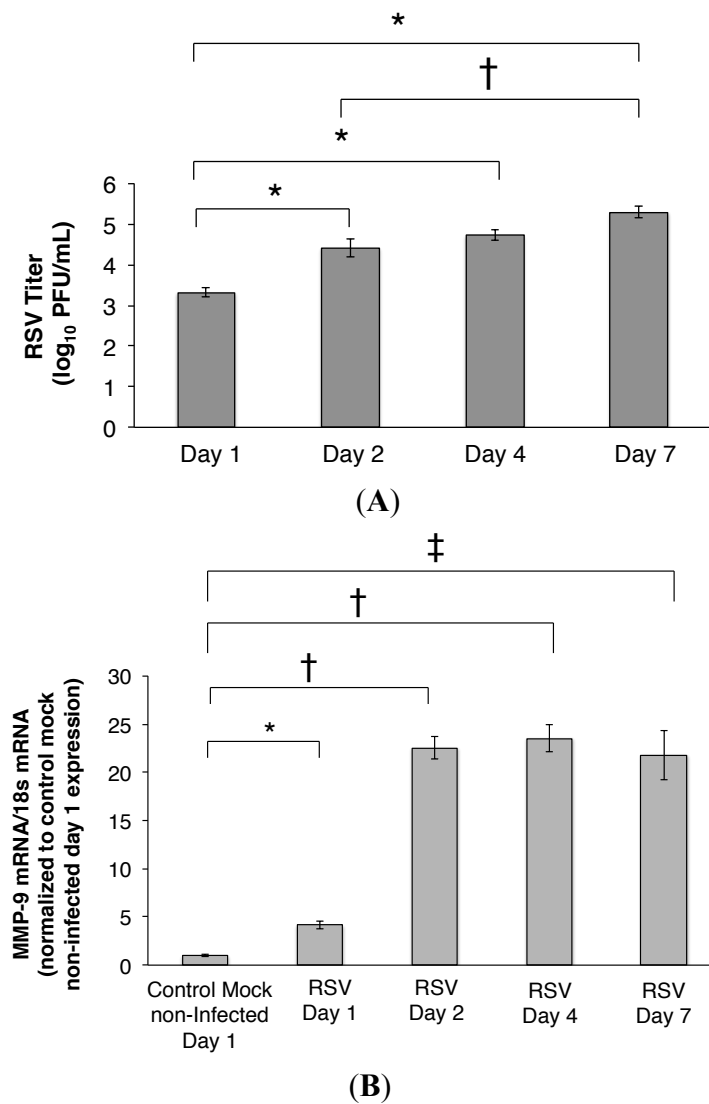 *
†
*
*
6
5
4
3
2
1
0
RSV Titer
(log₁₀ PFU/mL)
Day 1 Day 2 Day 4 Day 7
(A)
‡
†
†
*
30
25
20
15
10
5
0
MMP-9 mRNA/18s mRNA
(normalized to control mock
non-infected day 1 expression)
Control Mock
non-Infected
Day 1
RSV
Day 1
RSV
Day 2
RSV
Day 4
RSV
Day 7
(B)